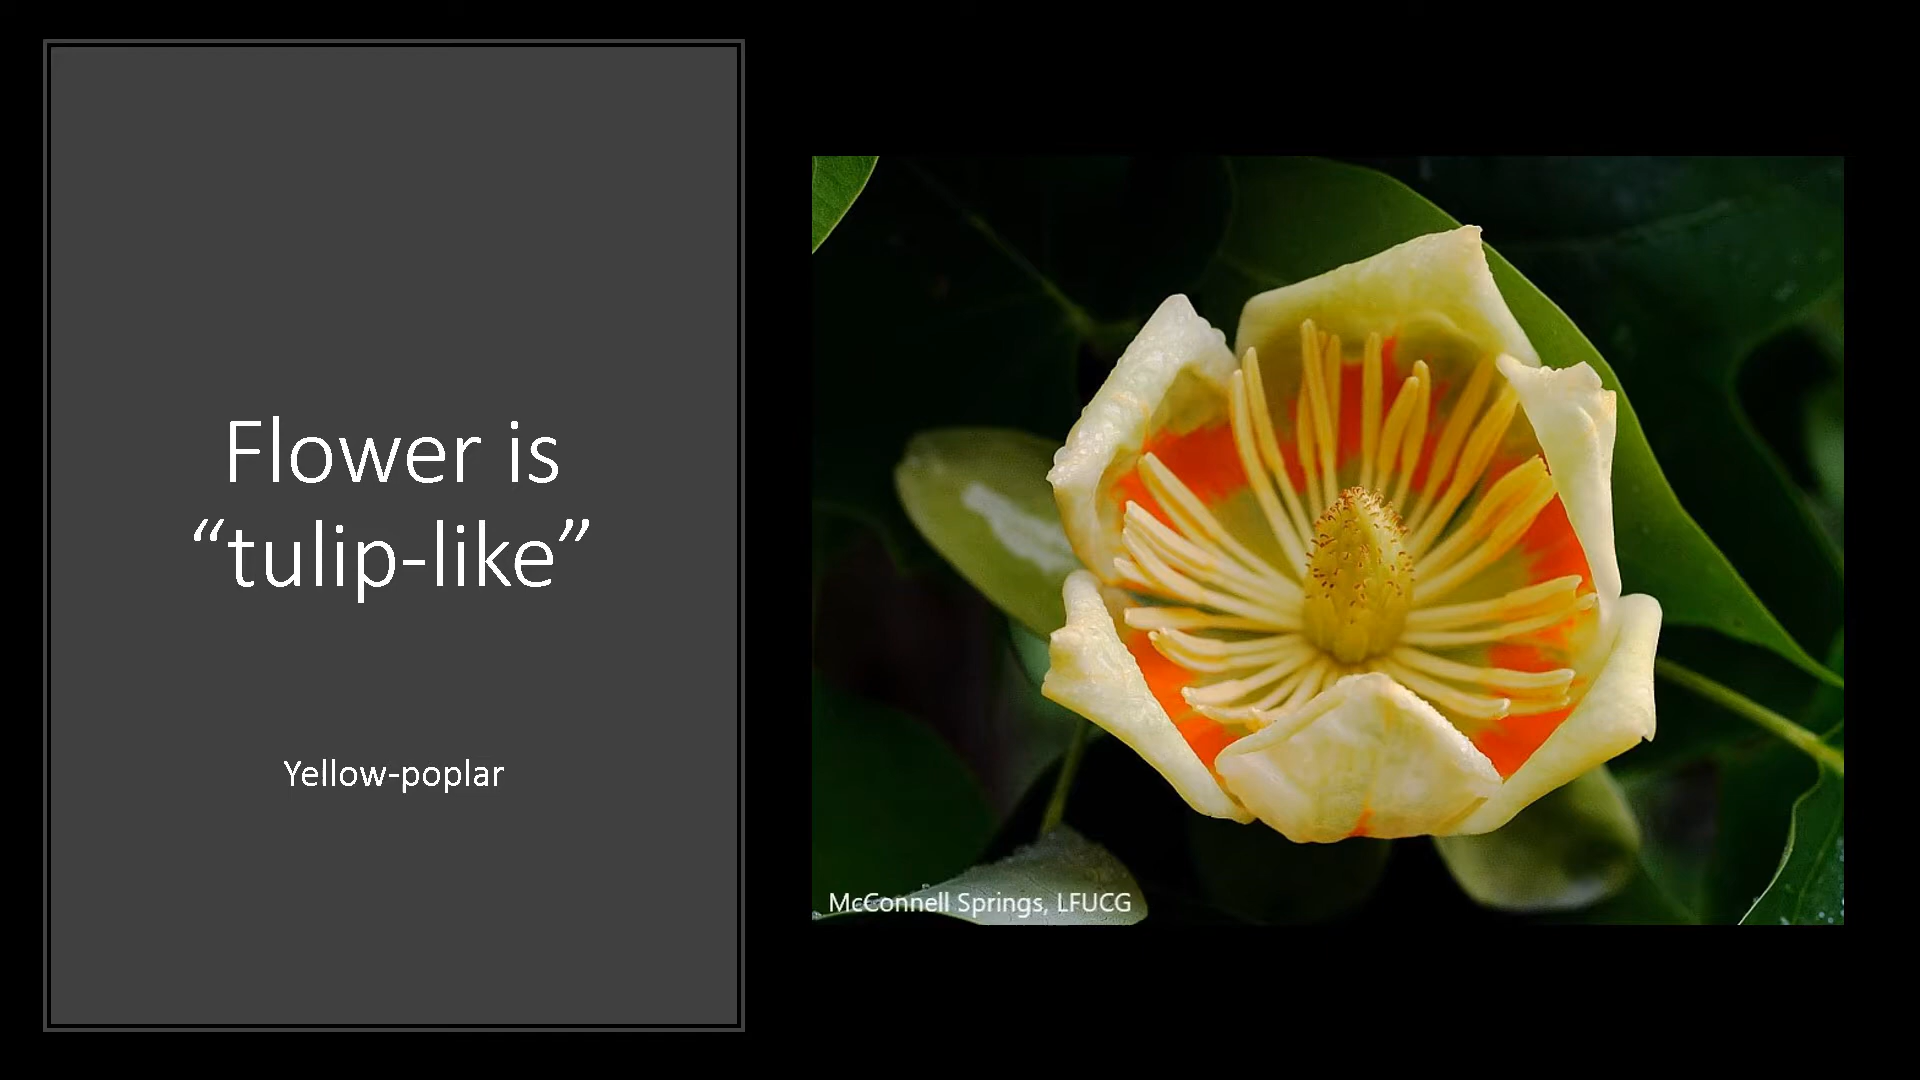 Flower is
“tulip-like”
Yellow-poplar
McConnell Springs, LFUCG